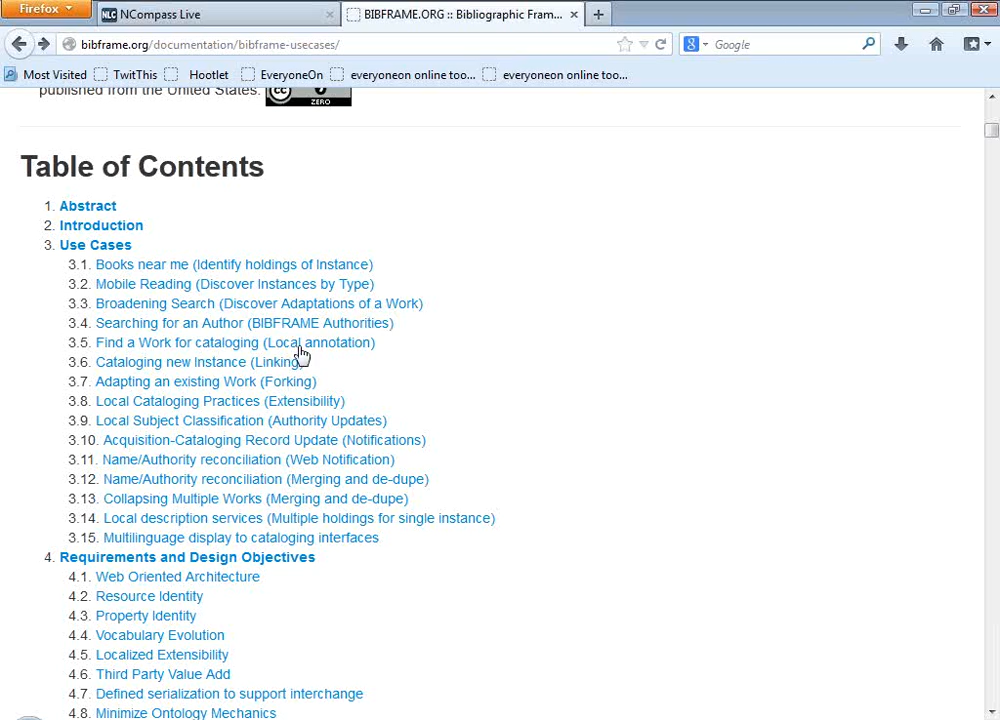 Firefox
NCompass Live
BIBFRAME.ORG :: Bibliographic Fram...
bibframe.org/documentation/bibframe-usecases/
Google
Most Visited TwitThis Hootlet EveryoneOn everyoneon online too... everyoneon online too...
published from the United States.
ZERO
Table of Contents
1. Abstract
2. Introduction
3. Use Cases
3.1. Books near me (Identify holdings of Instance)
3.2. Mobile Reading (Discover Instances by Type)
3.3. Broadening Search (Discover Adaptations of a Work)
3.4. Searching for an Author (BIBFRAME Authorities)
3.5. Find a Work for cataloging (Local annotation)
3.6. Cataloging new Instance (Linking)
3.7. Adapting an existing Work (Forking)
3.8. Local Cataloging Practices (Extensibility)
3.9. Local Subject Classification (Authority Updates)
3.10. Acquisition-Cataloging Record Update (Notifications)
3.11. Name/Authority reconciliation (Web Notification)
3.12. Name/Authority reconciliation (Merging and de-dupe)
3.13. Collapsing Multiple Works (Merging and de-dupe)
3.14. Local description services (Multiple holdings for single instance)
3.15. Multilinguage display to cataloging interfaces
4. Requirements and Design Objectives
4.1. Web Oriented Architecture
4.2. Resource Identity
4.3. Property Identity
4.4. Vocabulary Evolution
4.5. Localized Extensibility
4.6. Third Party Value Add
4.7. Defined serialization to support interchange
4.8. Minimize Ontology Mechanics